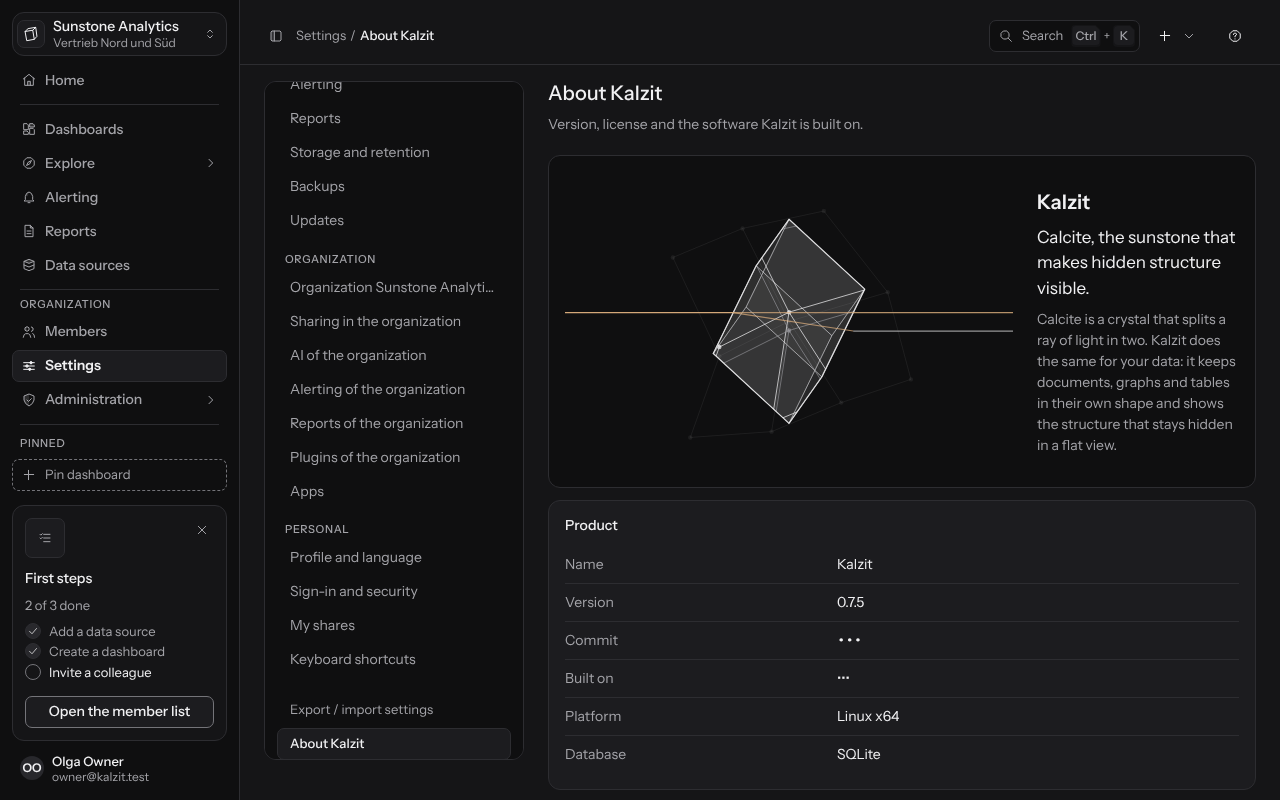 Sunstone Analytics
Vertrieb Nord und Süd
Home
Dashboards
Explore
Alerting
Reports
Data sources
ORGANIZATION
Members
Settings
Administration
PINNED
Pin dashboard
First steps
2 of 3 done
Add a data source
Create a dashboard
Invite a colleague
Open the member list
OO
Olga Owner
owner@kalzit.test
Settings / About Kalzit
Search Ctrl + K
Alerting
Reports
Storage and retention
Backups
Updates
ORGANIZATION
Organization Sunstone Analyti...
Sharing in the organization
AI of the organization
Alerting of the organization
Reports of the organization
Plugins of the organization
Apps
PERSONAL
Profile and language
Sign-in and security
My shares
Keyboard shortcuts
Export / import settings
About Kalzit
About Kalzit
Version, license and the software Kalzit is built on.
Kalzit
Calcite, the sunstone that
makes hidden structure
visible.
Calcite is a crystal that splits a
ray of light in two. Kalzit does
the same for your data: it keeps
documents, graphs and tables
in their own shape and shows
the structure that stays hidden
in a flat view.
Product
Name Kalzit
Version 0.7.5
Commit •••
Built on ···
Platform Linux x64
Database SQLite